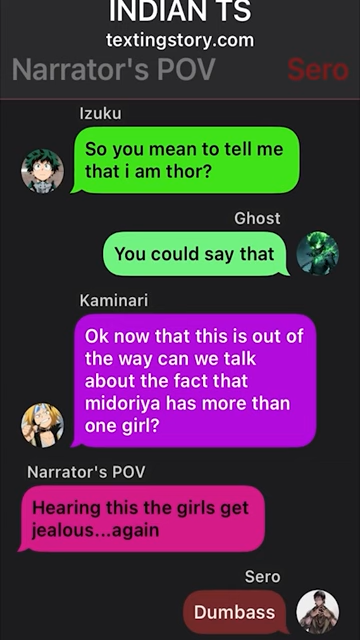 INDIAN TS
textingstory.com
Narrator's POV Sero
Izuku
So you mean to tell me
that i am thor?
Ghost
You could say that
Kaminari
Ok now that this is out of
the way can we talk
about the fact that
midoriya has more than
one girl?
Narrator's POV
Hearing this the girls get
jealous...again
Sero
Dumbass